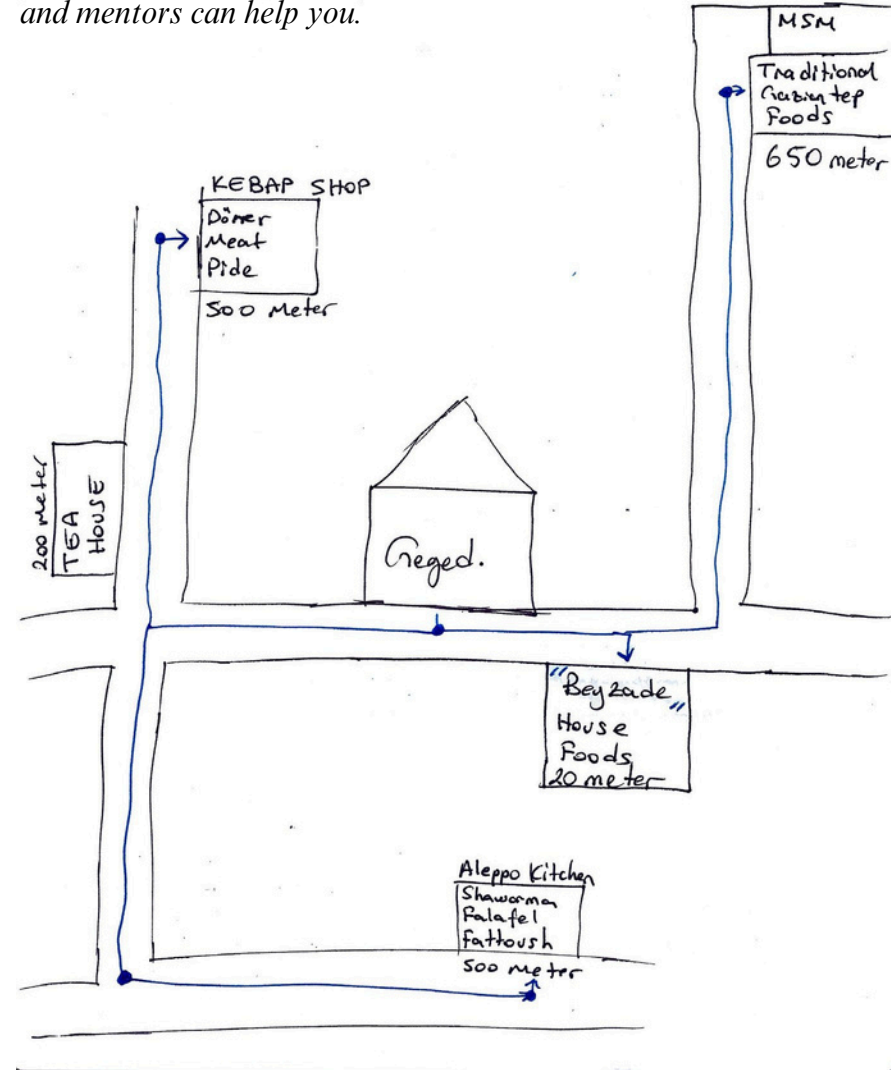 and mentors can help you.
MSM
Traditional
Gaziantep
Foods
650 meter
KEBAP SHOP
Döner
Meat
Pide
500 Meter
200 meter
TEA
HOUSE
Geged.
"Beyzade"
House
Foods
20 meter
Aleppo Kitchen
Shaworma
Falafel
Fattoush
500 meter